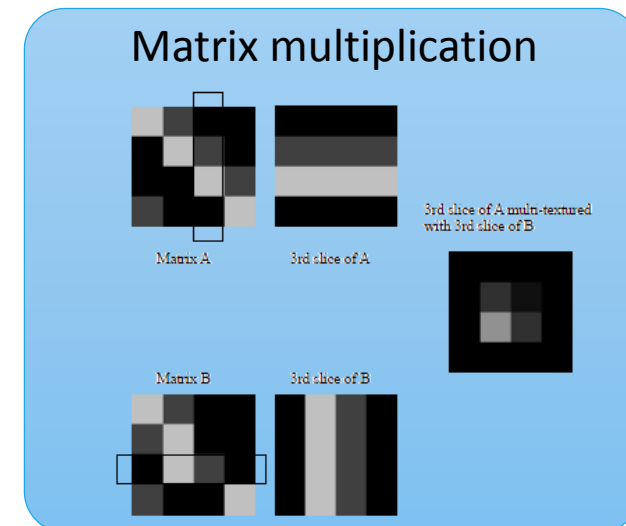 Matrix multiplication
3rd slice of A multi-textured
with 3rd slice of B
Matrix A
3rd slice of A
Matrix B
3rd slice of B